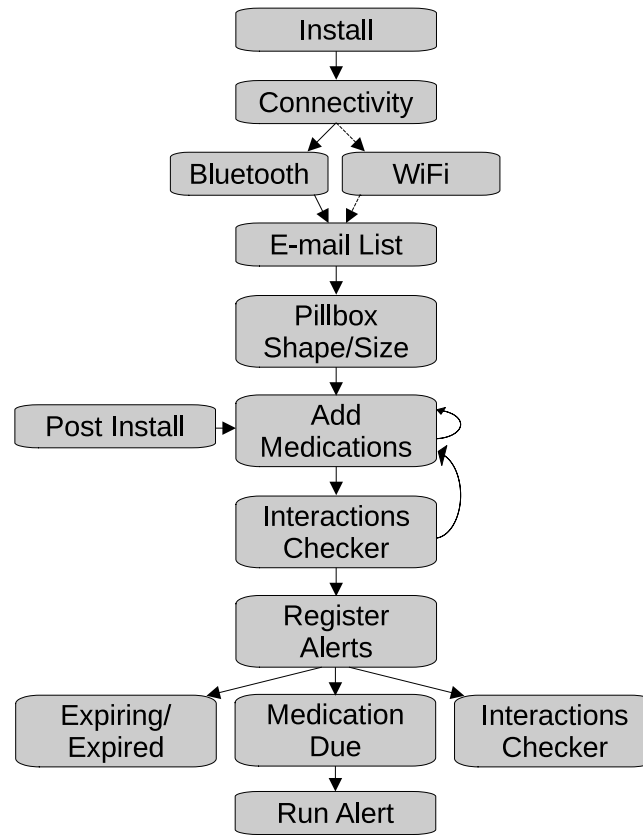 Install
Connectivity
Bluetooth
WiFi
E-mail List
Pillbox
Shape/Size
Post Install
Add
Medications
Interactions
Checker
Register
Alerts
Expiring/
Expired
Medication
Due
Interactions
Checker
Run Alert